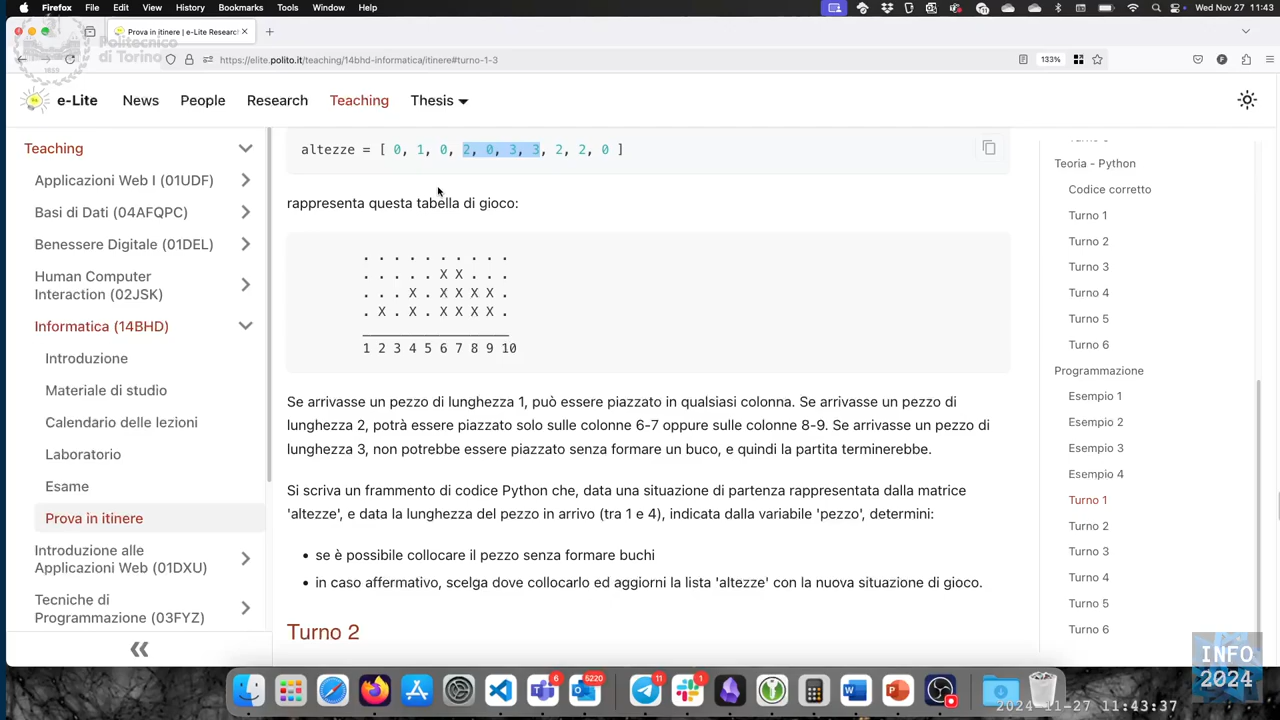 Firefox File Edit View History Bookmarks Tools Window Help
Wed Nov 27 11:43
Prova in itinere | e-Lite Researc
Politecnico
di Torino
https://elite.polito.it/teaching/14bhd-informatica/itinere#turno-1-3
133%
e-Lite News People Research Teaching Thesis
Teaching
Applicazioni Web I (01UDF)
Basi di Dati (04AFQPC)
Benessere Digitale (01DEL)
Human Computer
Interaction (02JSK)
Informatica (14BHD)
Introduzione
Materiale di studio
Calendario delle lezioni
Laboratorio
Esame
Prova in itinere
Introduzione alle
Applicazioni Web (01DXU)
Tecniche di
Programmazione (03FYZ)
altezze = [ 0, 1, 0, 2, 0, 3, 3, 2, 2, 0 ]
rappresenta questa tabella di gioco:
. . . . . . . . . .
. . . . . X X . . .
. . . X . X X X X .
. X . X . X X X X .
___________________
1 2 3 4 5 6 7 8 9 10
Se arrivasse un pezzo di lunghezza 1, può essere piazzato in qualsiasi colonna. Se arrivasse un pezzo di
lunghezza 2, potrà essere piazzato solo sulle colonne 6-7 oppure sulle colonne 8-9. Se arrivasse un pezzo di
lunghezza 3, non potrebbe essere piazzato senza formare un buco, e quindi la partita terminerebbe.
Si scriva un frammento di codice Python che, data una situazione di partenza rappresentata dalla matrice
'altezze', e data la lunghezza del pezzo in arrivo (tra 1 e 4), indicata dalla variabile 'pezzo', determini:
• se è possibile collocare il pezzo senza formare buchi
• in caso affermativo, scelga dove collocarlo ed aggiorni la lista 'altezze' con la nuova situazione di gioco.
Turno 2
Teoria - Python
Codice corretto
Turno 1
Turno 2
Turno 3
Turno 4
Turno 5
Turno 6
Programmazione
Esempio 1
Esempio 2
Esempio 3
Esempio 4
Turno 1
Turno 2
Turno 3
Turno 4
Turno 5
Turno 6
6 5220 11 1
INFO
2024
2024-11-27 11:43:37